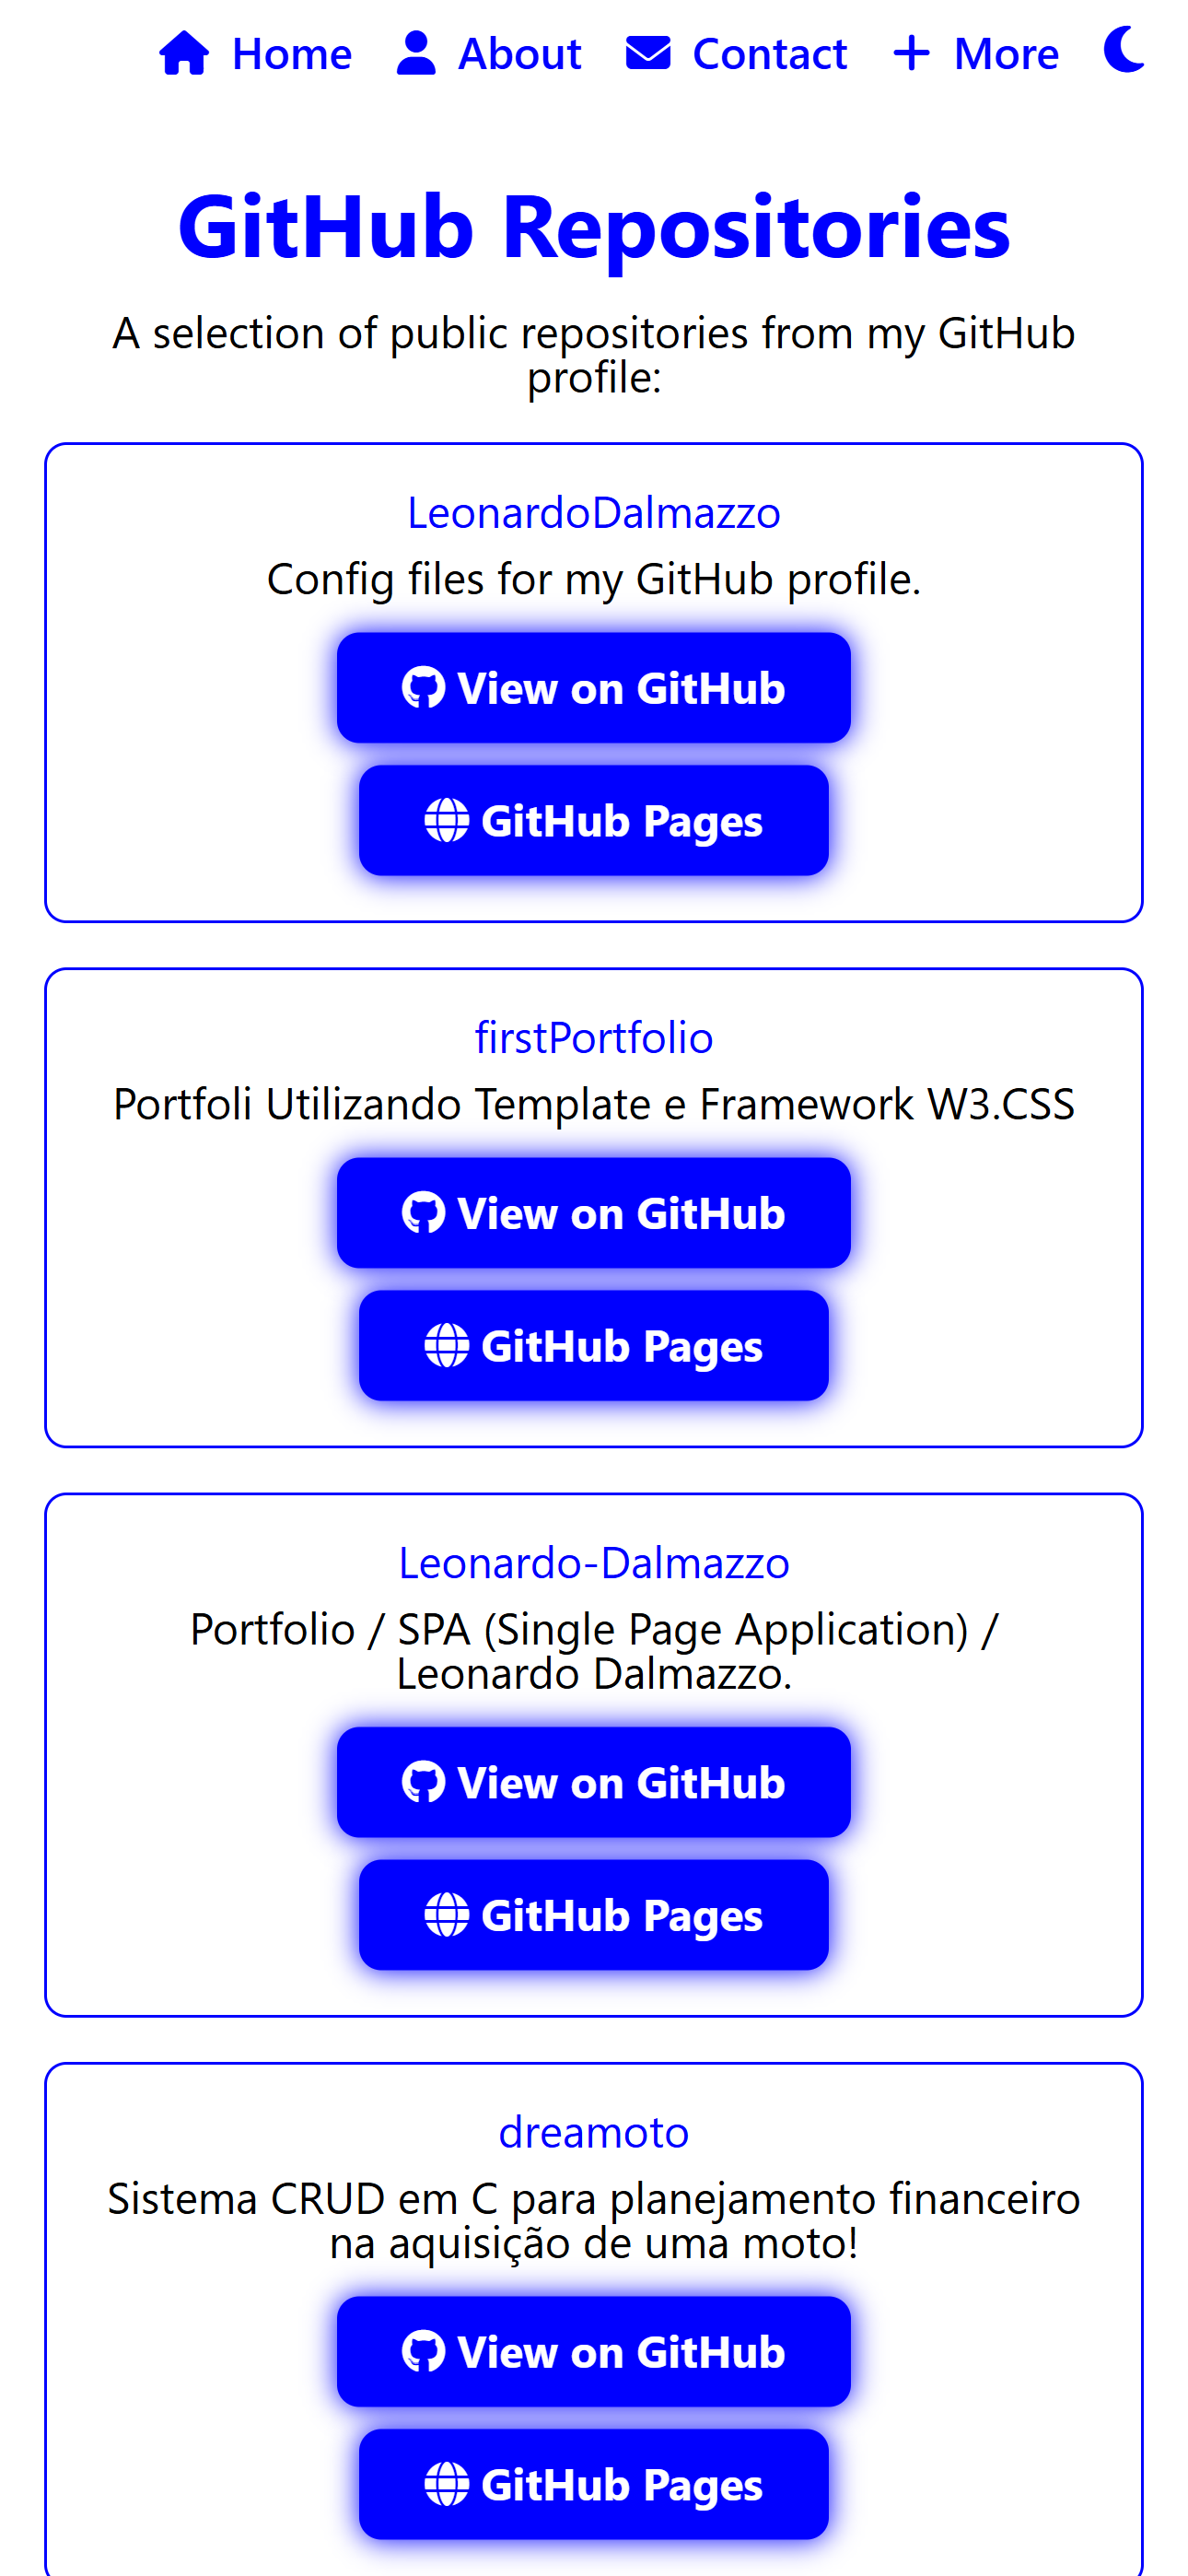 Home About Contact More
GitHub Repositories
A selection of public repositories from my GitHub
profile:
LeonardoDalmazzo
Config files for my GitHub profile.
View on GitHub
GitHub Pages
firstPortfolio
Portfoli Utilizando Template e Framework W3.CSS
View on GitHub
GitHub Pages
Leonardo-Dalmazzo
Portfolio / SPA (Single Page Application) /
Leonardo Dalmazzo.
View on GitHub
GitHub Pages
dreamoto
Sistema CRUD em C para planejamento financeiro
na aquisição de uma moto!
View on GitHub
GitHub Pages